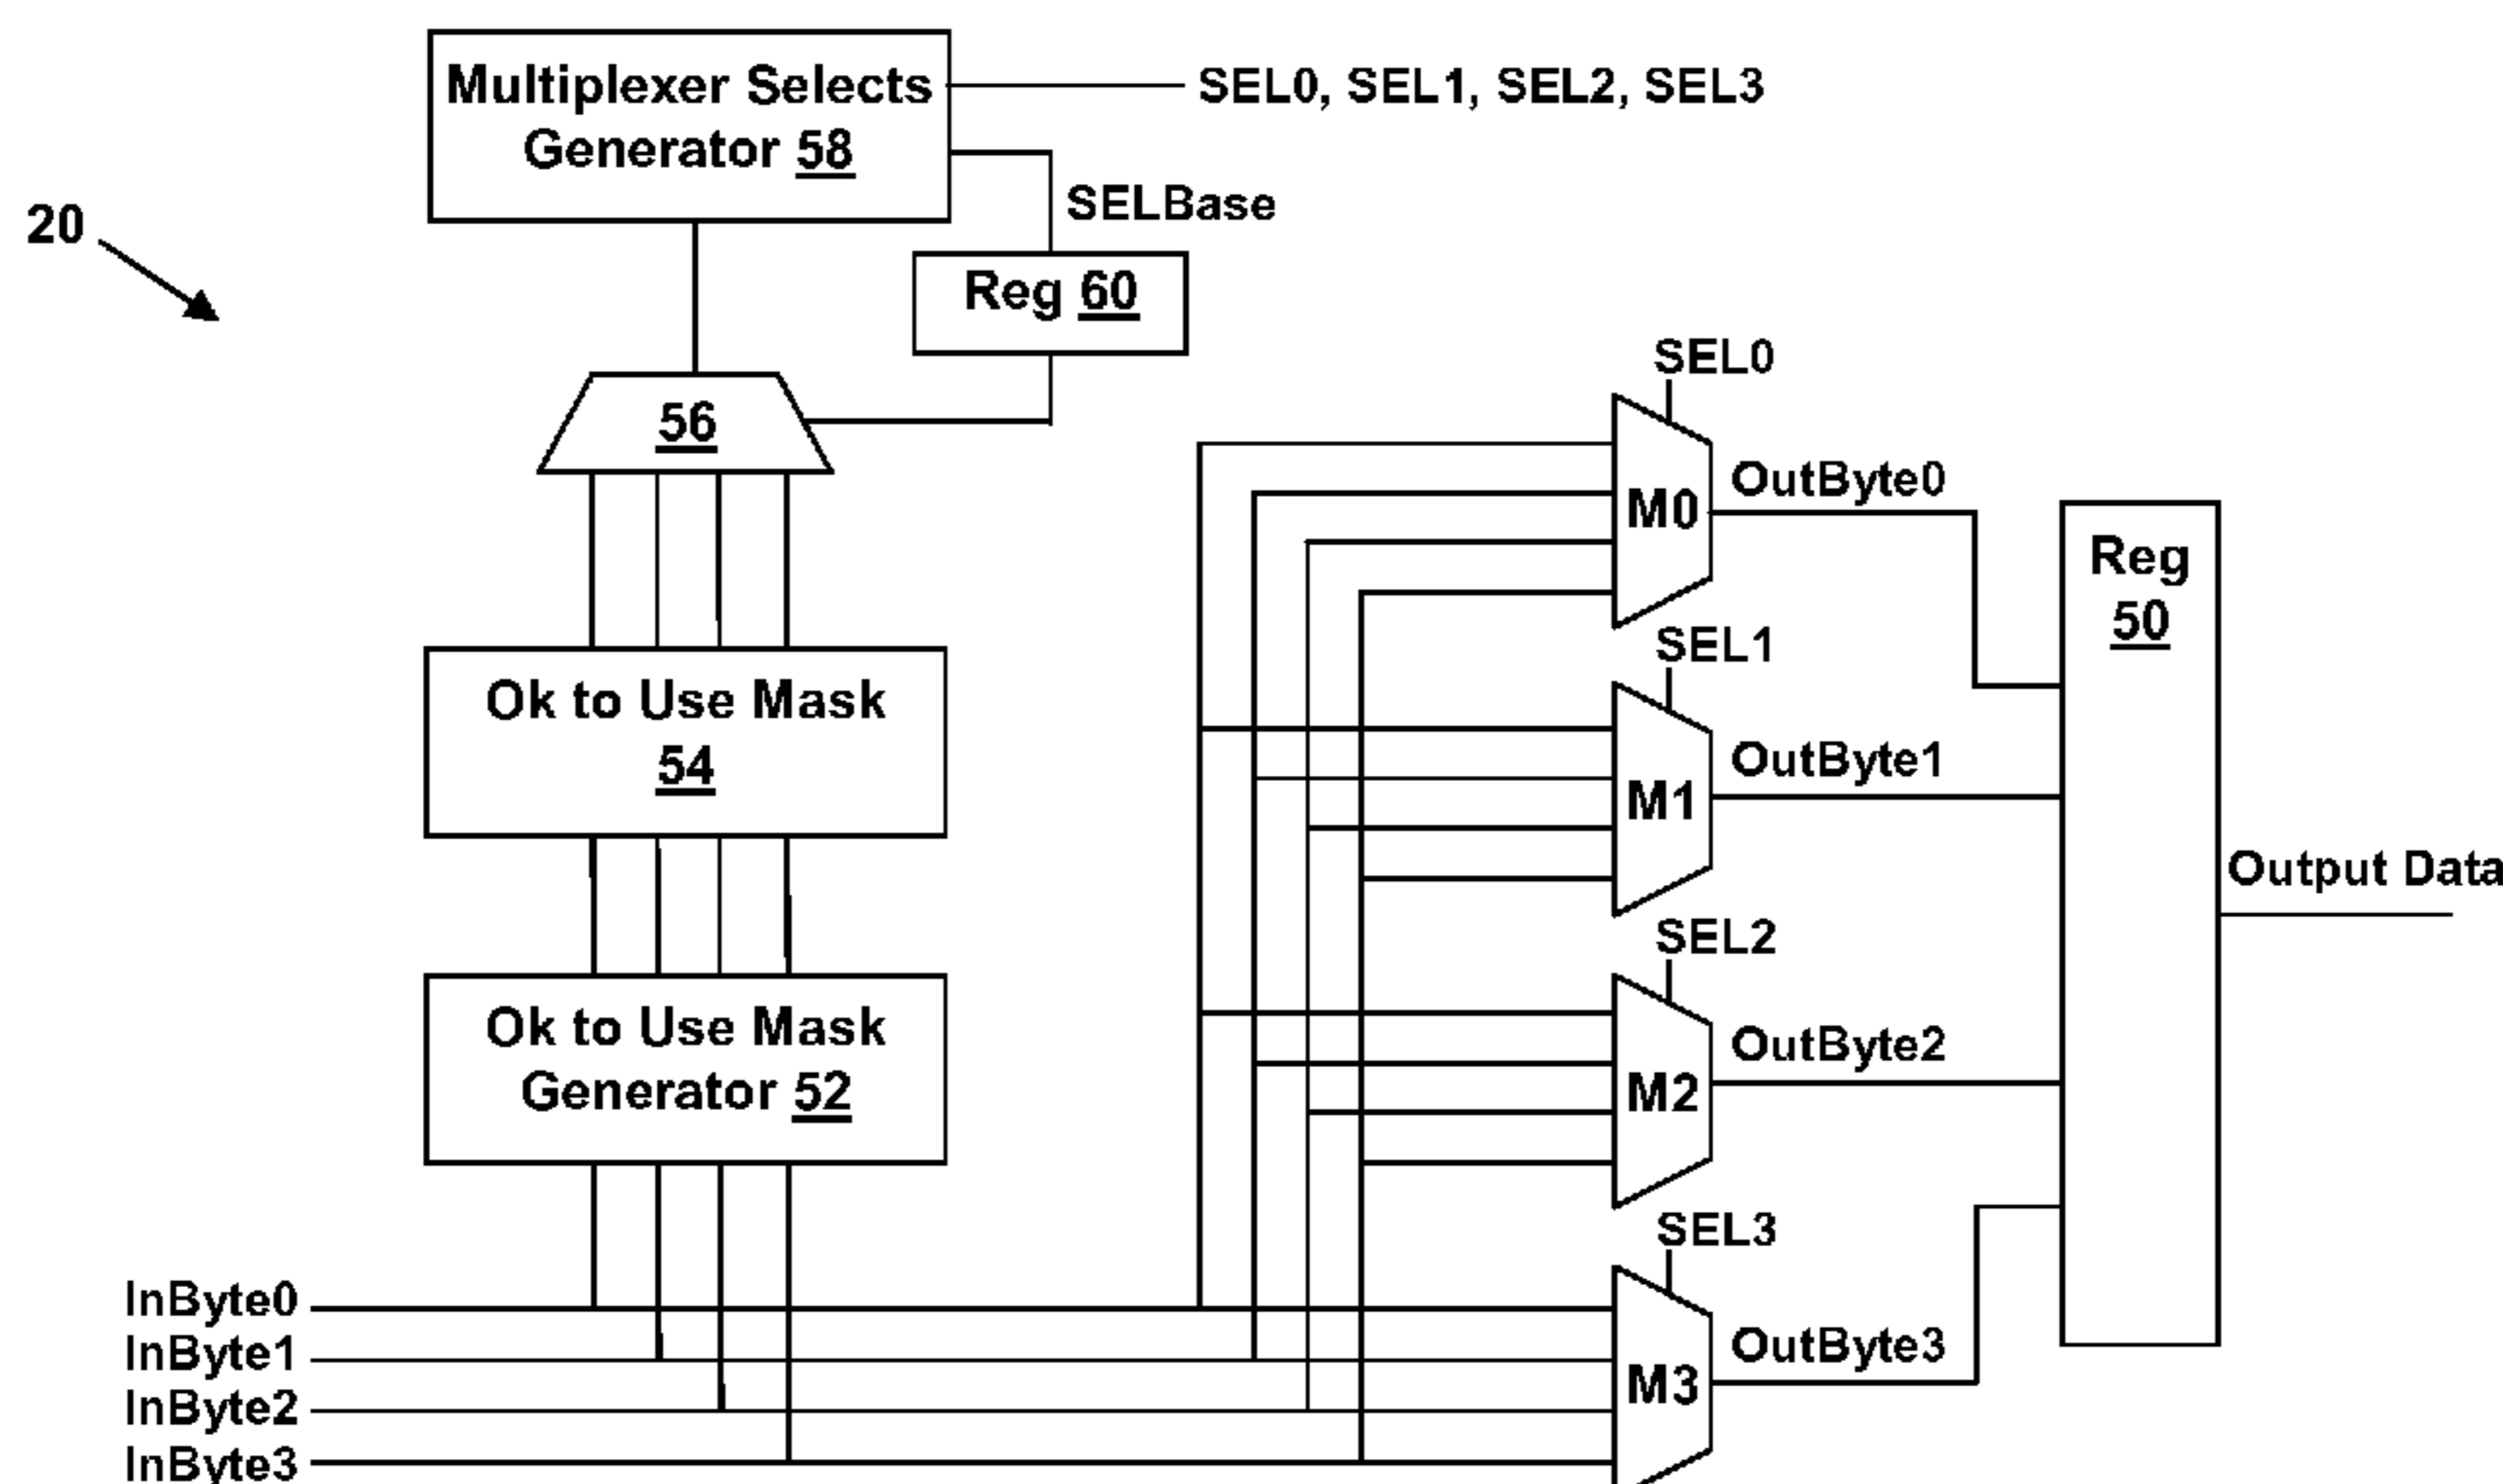 Multiplexer Selects
Generator 58
SEL0, SEL1, SEL2, SEL3
SELBase
20
Reg 60
56
Ok to Use Mask
54
Ok to Use Mask
Generator 52
InByte0
InByte1
InByte2
InByte3
SEL0
M0
OutByte0
SEL1
M1
OutByte1
SEL2
M2
OutByte2
SEL3
M3
OutByte3
Reg
50
Output Data